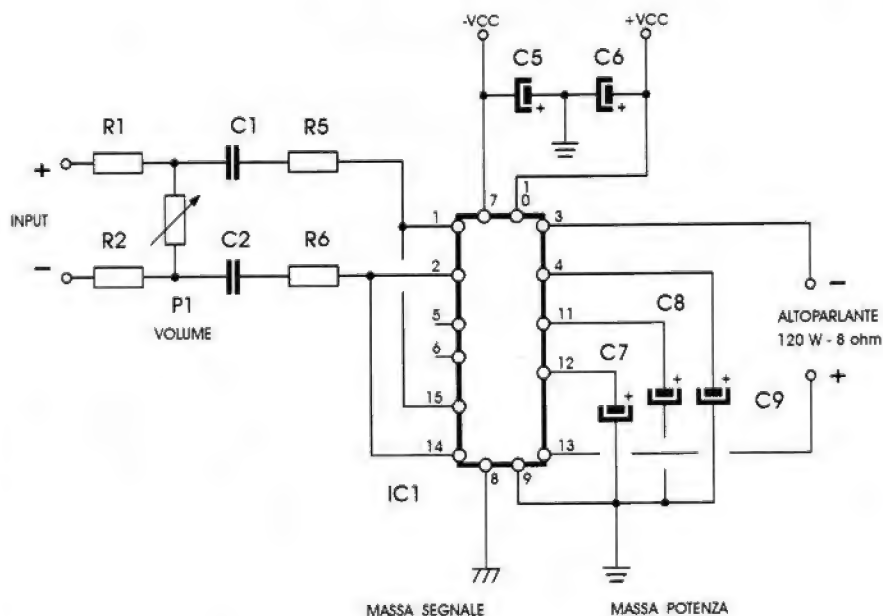 -VCC
+VCC
C5
C6
+
+
R1
C1
R5
+
INPUT
R2
C2
R6
-
P1
VOLUME
7
1
0
1
2
5
6
15
14
3
4
11
12
13
8
9
IC1
C7
+
C8
+
+
C9
-
ALTOPARLANTE
120 W - 8 ohm
+
MASSA SEGNALE
MASSA POTENZA